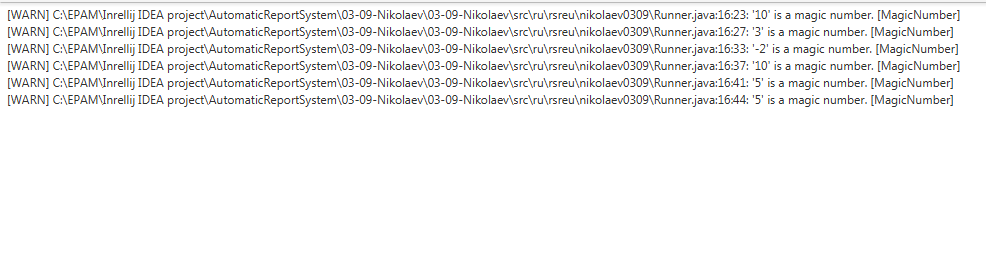 [WARN] C:\EPAM\Inrellij IDEA project\AutomaticReportSystem\03-09-Nikolaev\03-09-Nikolaev\src\ru\rsreu\nikolaev0309\Runner.java:16:23: '10' is a magic number. [MagicNumber]
[WARN] C:\EPAM\Inrellij IDEA project\AutomaticReportSystem\03-09-Nikolaev\03-09-Nikolaev\src\ru\rsreu\nikolaev0309\Runner.java:16:27: '3' is a magic number. [MagicNumber]
[WARN] C:\EPAM\Inrellij IDEA project\AutomaticReportSystem\03-09-Nikolaev\03-09-Nikolaev\src\ru\rsreu\nikolaev0309\Runner.java:16:33: '-2' is a magic number. [MagicNumber]
[WARN] C:\EPAM\Inrellij IDEA project\AutomaticReportSystem\03-09-Nikolaev\03-09-Nikolaev\src\ru\rsreu\nikolaev0309\Runner.java:16:37: '10' is a magic number. [MagicNumber]
[WARN] C:\EPAM\Inrellij IDEA project\AutomaticReportSystem\03-09-Nikolaev\03-09-Nikolaev\src\ru\rsreu\nikolaev0309\Runner.java:16:41: '5' is a magic number. [MagicNumber]
[WARN] C:\EPAM\Inrellij IDEA project\AutomaticReportSystem\03-09-Nikolaev\03-09-Nikolaev\src\ru\rsreu\nikolaev0309\Runner.java:16:44: '5' is a magic number. [MagicNumber]